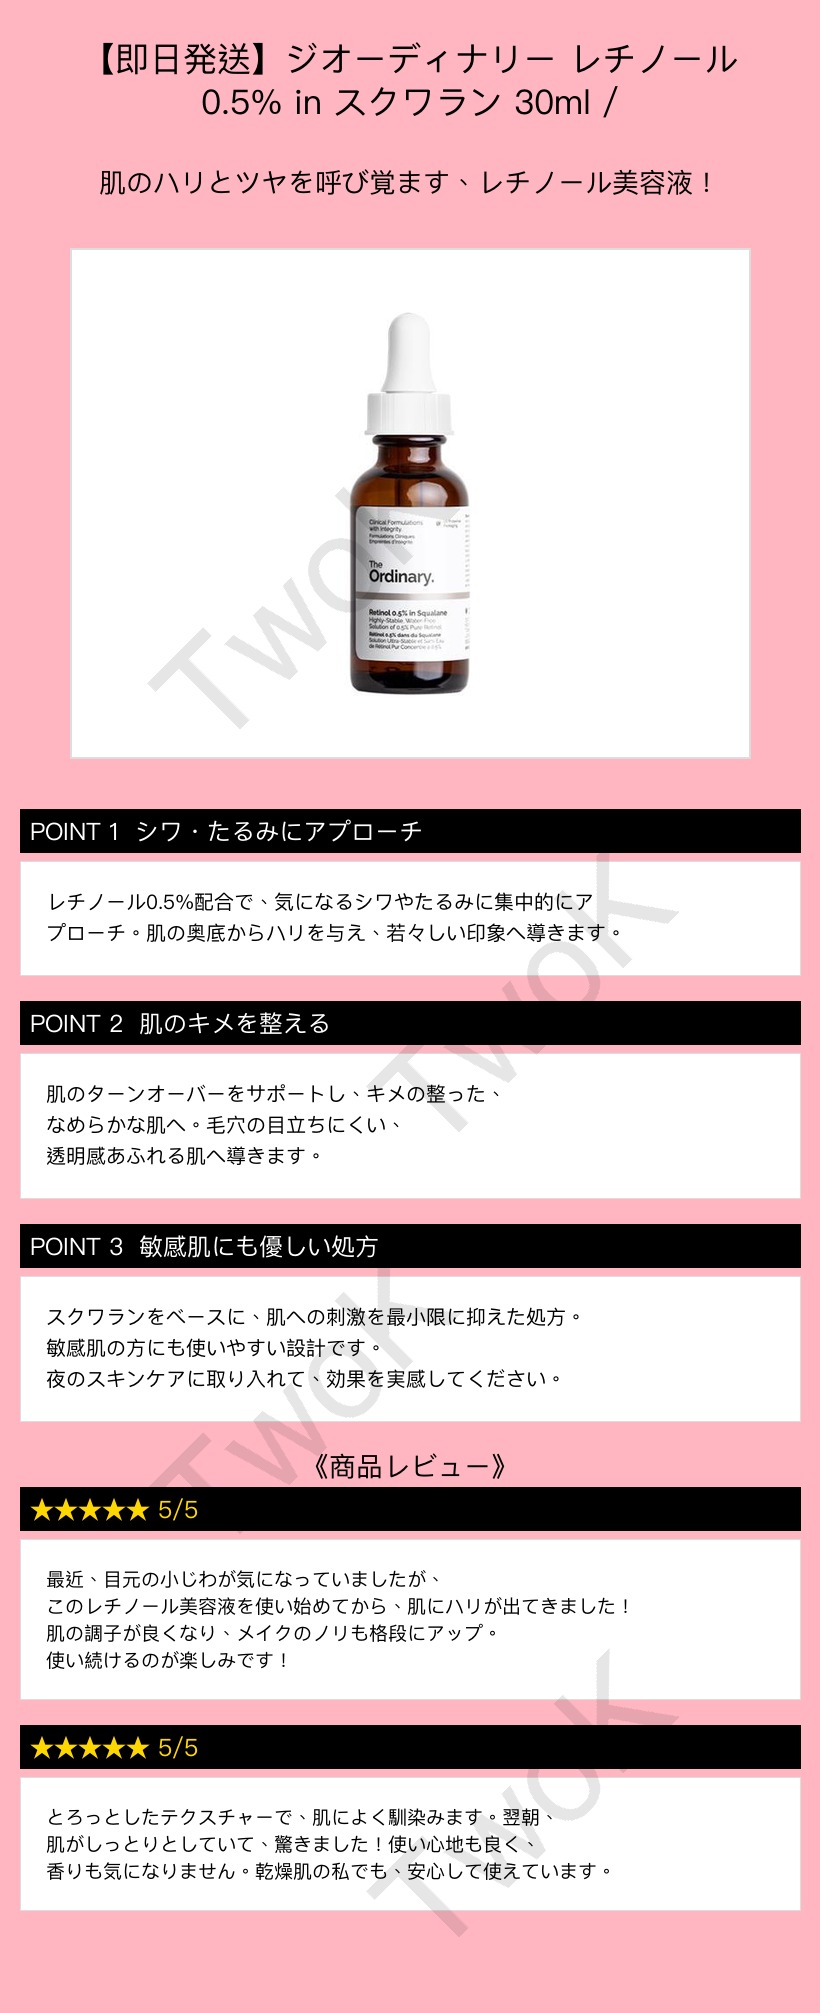 【即日発送】ジオーディナリー レチノール
0.5% in スクワラン 30ml /
肌のハリとツヤを呼び覚ます、レチノール美容液！
Clinical Formulations
with Integrity.
Formulations Cliniques
Empreintes d'Intégrité.
The
Ordinary.
Retinol 0.5% in Squalane
Highly-Stable, Water-Free
Solution of 0.5% Pure Retinol
Retinol 0.5% dans du Squalane
Solution Ultra-Stable et Sans Eau
de Rétinol Pur Concentré à 0.5%
TwoK
POINT 1 シワ・たるみにアプローチ
レチノール0.5%配合で、気になるシワやたるみに集中的にア
プローチ。肌の奥底からハリを与え、若々しい印象へ導きます。
TwoK
POINT 2 肌のキメを整える
肌のターンオーバーをサポートし、キメの整った、
なめらかな肌へ。毛穴の目立ちにくい、
透明感あふれる肌へ導きます。
POINT 3 敏感肌にも優しい処方
スクワランをベースに、肌への刺激を最小限に抑えた処方。
敏感肌の方にも使いやすい設計です。
夜のスキンケアに取り入れて、効果を実感してください。
TwoK
《商品レビュー》
★★★★★ 5/5
最近、目元の小じわが気になっていましたが、
このレチノール美容液を使い始めてから、肌にハリが出てきました！
肌の調子が良くなり、メイクのノリも格段にアップ。
使い続けるのが楽しみです！
★★★★★ 5/5
TwoK
とろっとしたテクスチャーで、肌によく馴染みます。翌朝、
肌がしっとりとしていて、驚きました！使い心地も良く、
香りも気になりません。乾燥肌の私でも、安心して使えています。